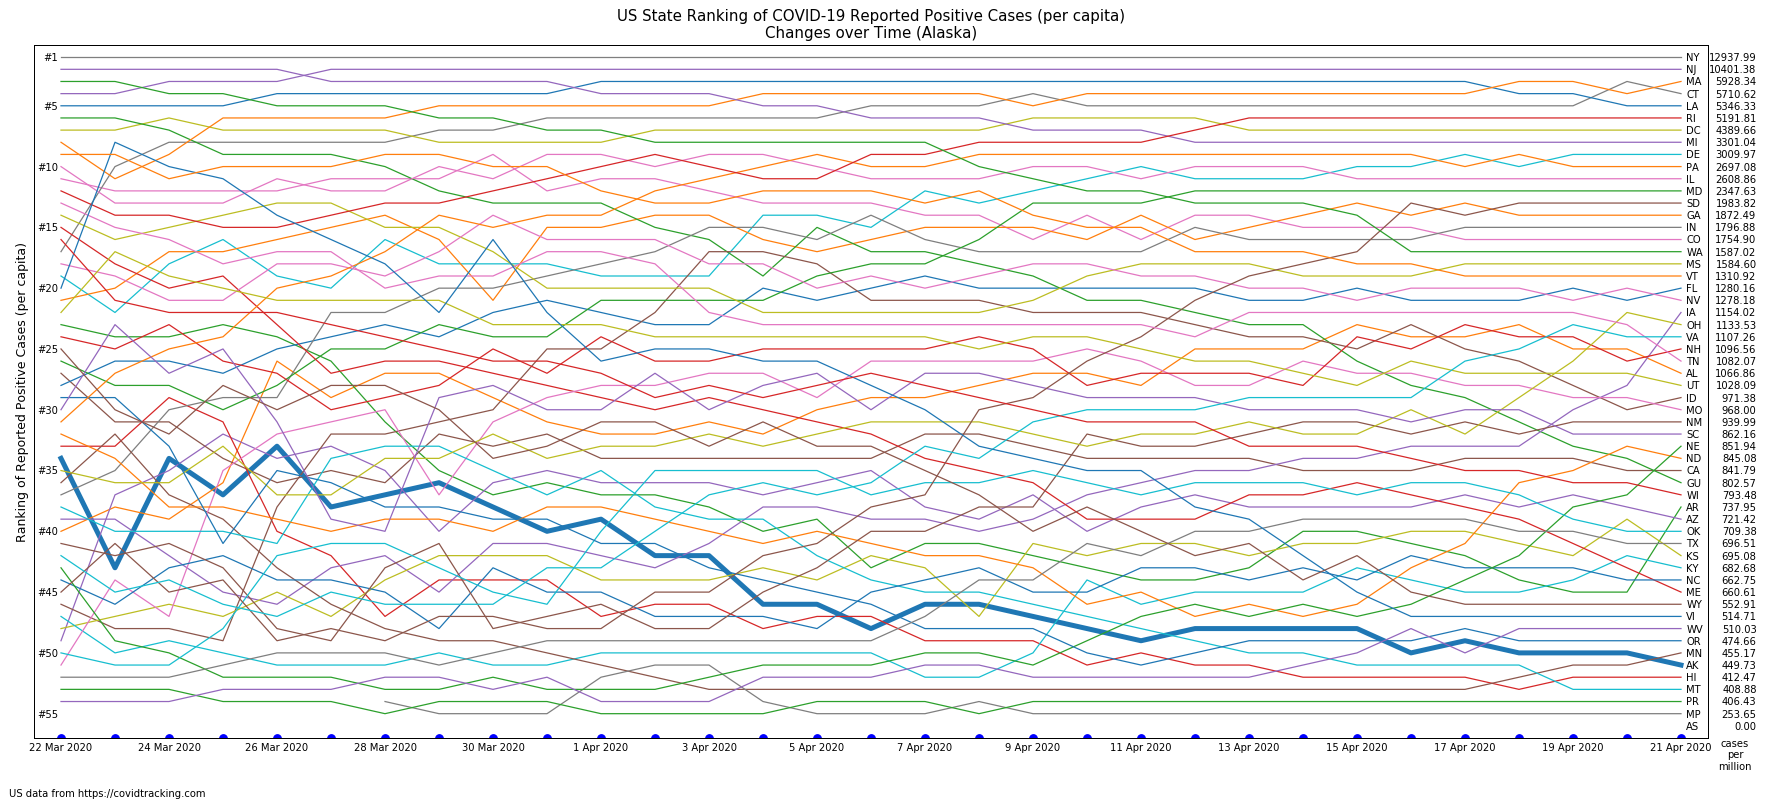 US State Ranking of COVID-19 Reported Positive Cases (per capita)
Changes over Time (Alaska)
Ranking of Reported Positive Cases (per capita)
#1
#5
#10
#15
#20
#25
#30
#35
#40
#45
#50
#55
NY 12937.99
NJ 10401.38
MA 5928.34
CT 5710.62
LA 5346.33
RI 5191.81
DC 4389.66
MI 3301.04
DE 3009.97
PA 2697.08
IL 2608.86
MD 2347.63
SD 1983.82
GA 1872.49
IN 1796.88
CO 1754.90
WA 1587.02
MS 1584.60
VT 1310.92
FL 1280.16
NV 1278.18
IA 1154.02
OH 1133.53
VA 1107.26
NH 1096.56
TN 1082.07
AL 1066.86
UT 1028.09
ID 971.38
MO 968.00
NM 939.99
SC 862.16
NE 851.94
ND 845.08
CA 841.79
GU 802.57
WI 793.48
AR 737.95
AZ 721.42
OK 709.38
TX 696.51
KS 695.08
KY 682.68
NC 662.75
ME 660.61
WY 552.91
VI 514.71
WV 510.03
OR 474.66
MN 455.17
AK 449.73
HI 412.47
MT 408.88
PR 406.43
MP 253.65
AS 0.00
22 Mar 2020
24 Mar 2020
26 Mar 2020
28 Mar 2020
30 Mar 2020
1 Apr 2020
3 Apr 2020
5 Apr 2020
7 Apr 2020
9 Apr 2020
11 Apr 2020
13 Apr 2020
15 Apr 2020
17 Apr 2020
19 Apr 2020
21 Apr 2020
cases
per
million
US data from https://covidtracking.com